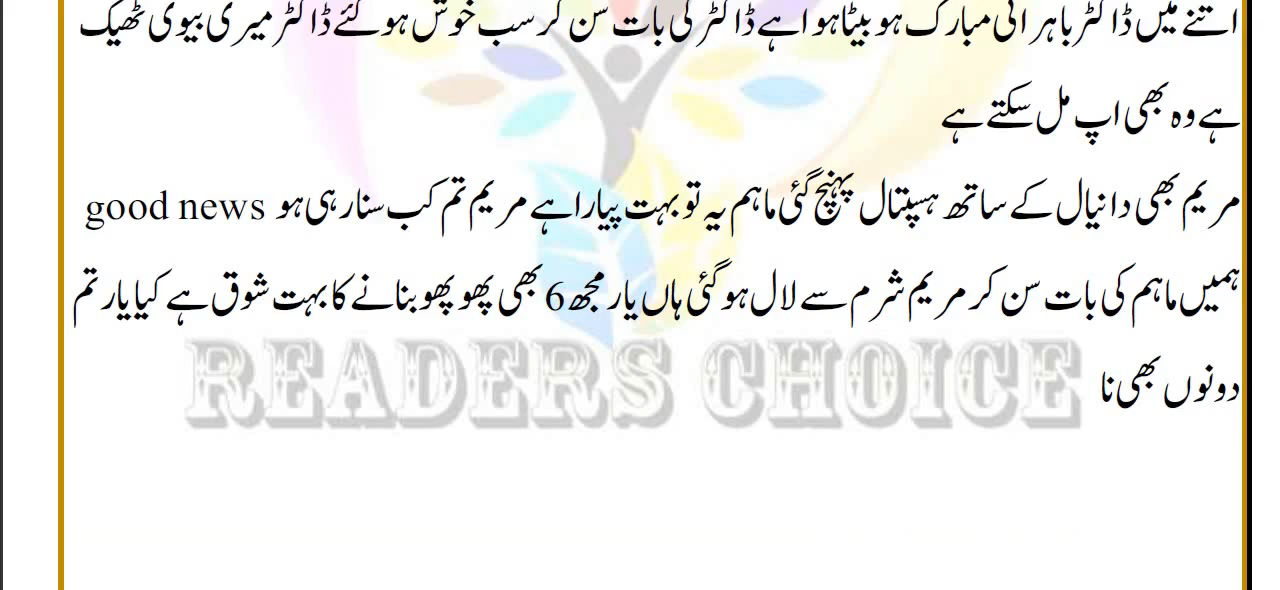 اتنے میں ڈاکٹر باہر ائی مبارک ہو بیٹا ہوا ہے ڈاکٹر کی بات سن کر سب خوش ہو گئے ڈاکٹر میری بیوی ٹھیک
ہے وہ بھی اپ مل سکتے ہے
مریم بھی دانیال کے ساتھ ہسپتال پہنچ گئی ماہم یہ تو بہت پیارا ہے مریم تم کب سنا رہی ہو good news
ہمیں ماہم کی بات سن کر مریم شرم سے لال ہو گئی ہاں یار مجھ6 بھی پھوپھو بنانے کا بہت شوق ہے کیا یار تم
دونوں بھی نا
READERS CHOICE